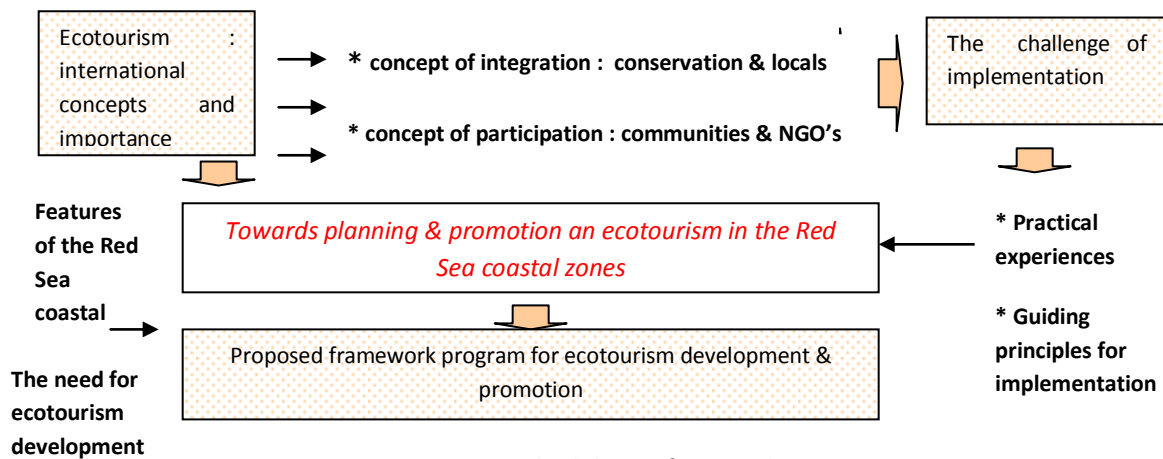 Ecotourism :
international
concepts and
importance
* concept of integration : conservation & locals
* concept of participation : communities & NGO's
The challenge of
implementation
Features
of the Red
Sea
coastal
Towards planning & promotion an ecotourism in the Red
Sea coastal zones
* Practical
experiences
* Guiding
principles for
implementation
Proposed framework program for ecotourism development &
promotion
The need for
ecotourism
development